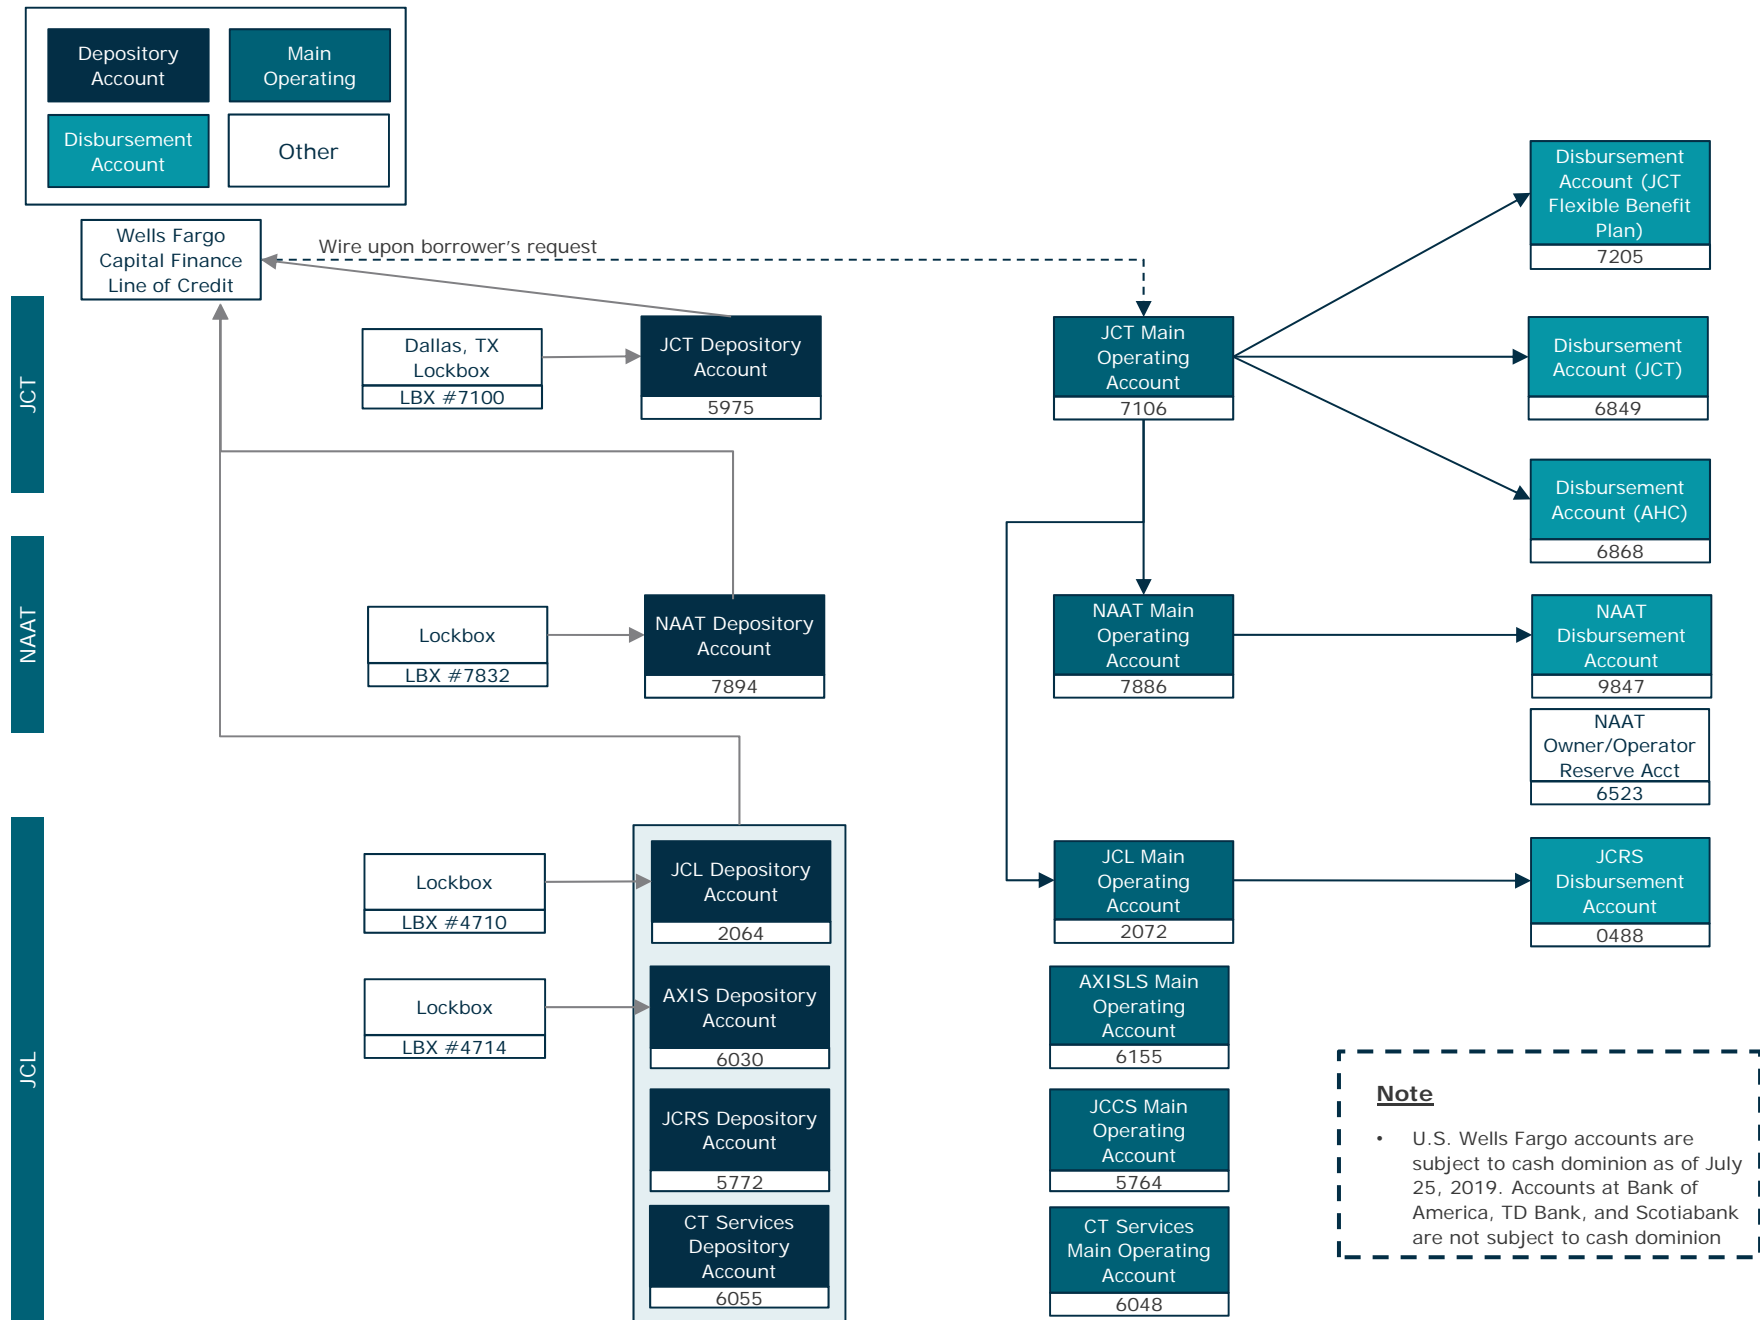 Depository
Account
Main
Operating
Disbursement
Account
Other
Wells Fargo
Capital Finance
Line of Credit
Wire upon borrower's request
JCT
Dallas, TX
Lockbox
LBX #7100
JCT Depository
Account
5975
JCT Main
Operating
Account
7106
Disbursement
Account (JCT
Flexible Benefit
Plan)
7205
Disbursement
Account (JCT)
6849
Disbursement
Account (AHC)
6868
NAAT
Lockbox
LBX #7832
NAAT Depository
Account
7894
NAAT Main
Operating
Account
7886
NAAT
Disbursement
Account
9847
NAAT
Owner/Operator
Reserve Acct
6523
JCL
Lockbox
LBX #4710
JCL Depository
Account
2064
JCL Main
Operating
Account
2072
JCRS
Disbursement
Account
0488
Lockbox
LBX #4714
AXIS Depository
Account
6030
AXISLS Main
Operating
Account
6155
JCRS Depository
Account
5772
JCCS Main
Operating
Account
5764
CT Services
Depository
Account
6055
CT Services
Main Operating
Account
6048
Note
• U.S. Wells Fargo accounts are
subject to cash dominion as of July
25, 2019. Accounts at Bank of
America, TD Bank, and Scotiabank
are not subject to cash dominion